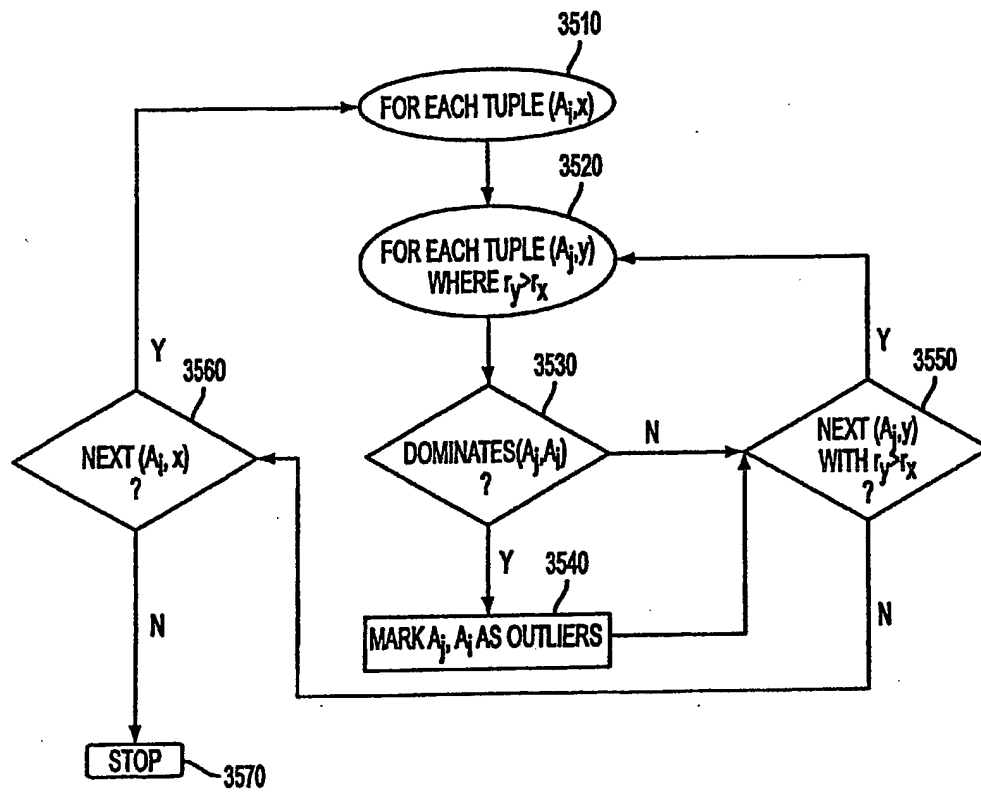 3510
FOR EACH TUPLE (Ai,x)
3520
FOR EACH TUPLE (Aj,y)
WHERE ry>rx
Y
3560
NEXT (Ai, x)
?
N
STOP
3570
3530
DOMINATES(Aj,Ai)
?
N
Y
3540
MARK Aj, Ai AS OUTLIERS
Y
3550
NEXT (Aj,y)
WITH ry>rx
?
N